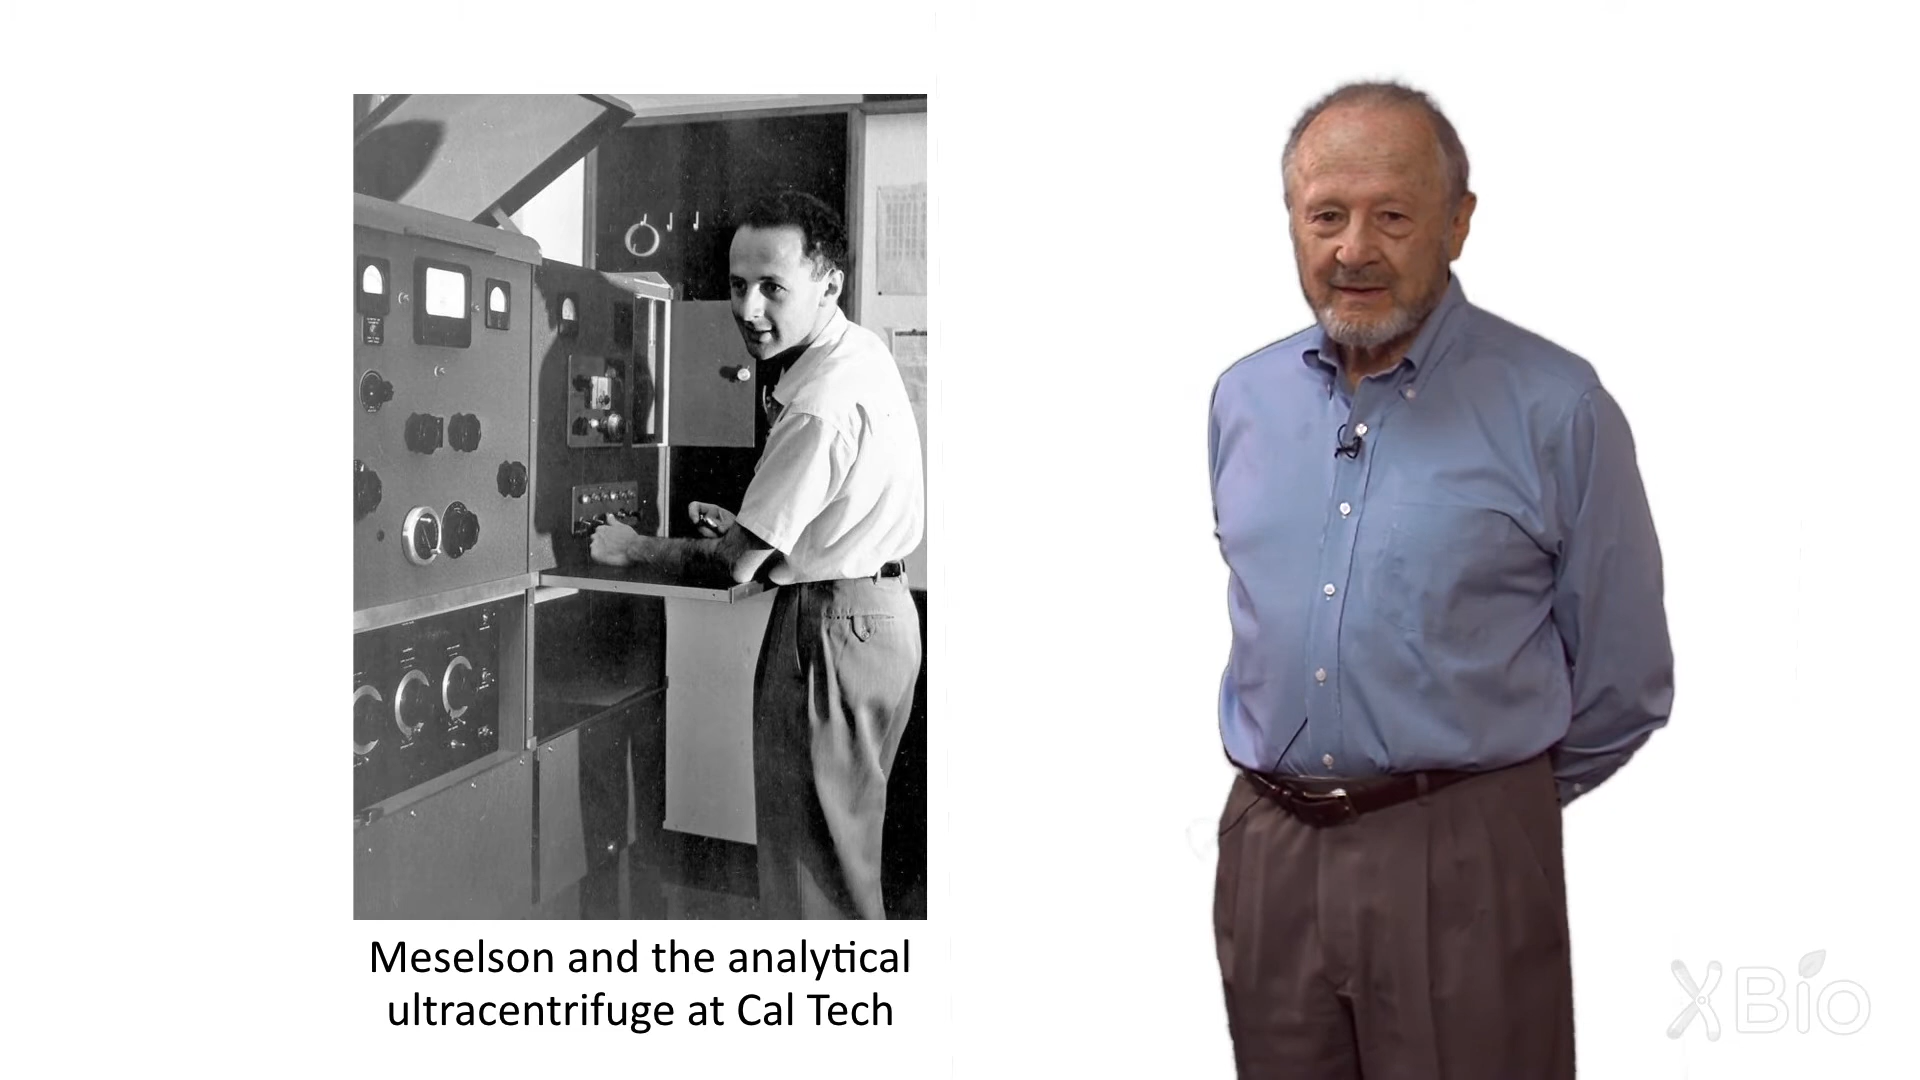 Meselson and the analytical
ultracentrifuge at Cal Tech
XBio